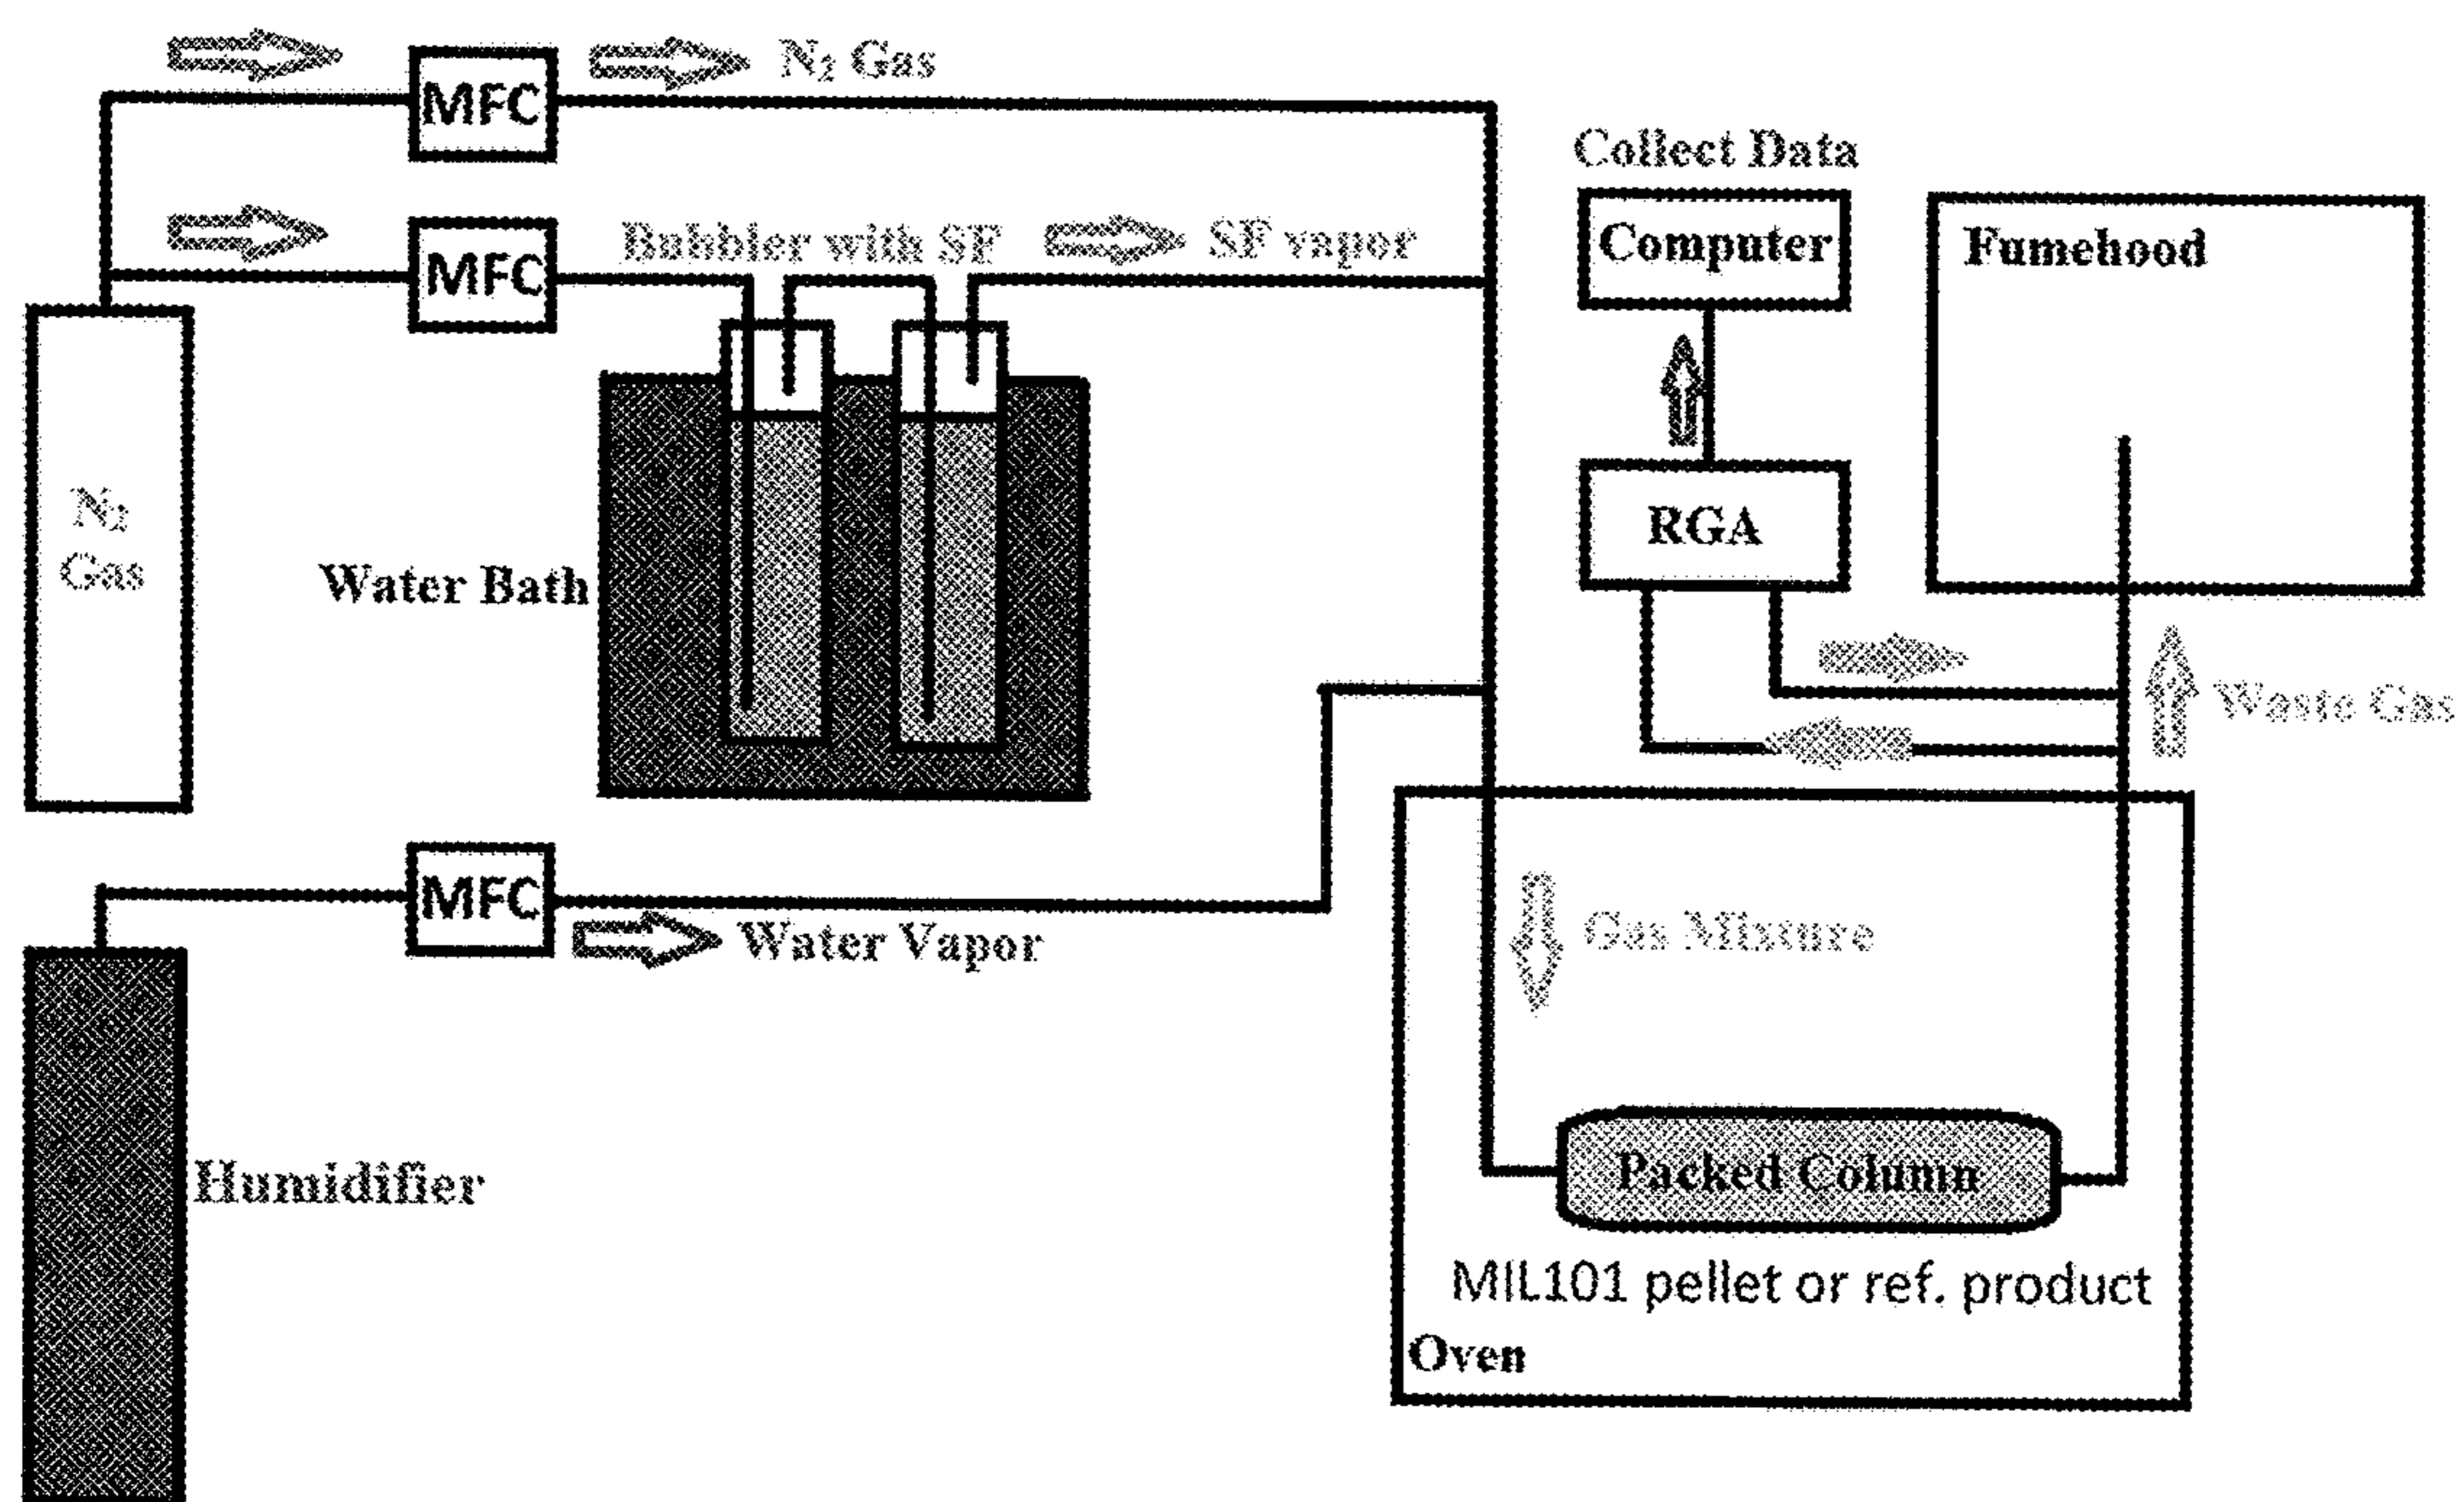 MFC
N₂ Gas
MFC
Bubbler with SF
SF vapor
Collect Data
Computer
Fumehood
N₂
Gas
Water Bath
RGA
Waste Gas
MFC
Water Vapor
Gas Mixture
Humidifier
Packed Column
MIL101 pellet or ref. product
Oven